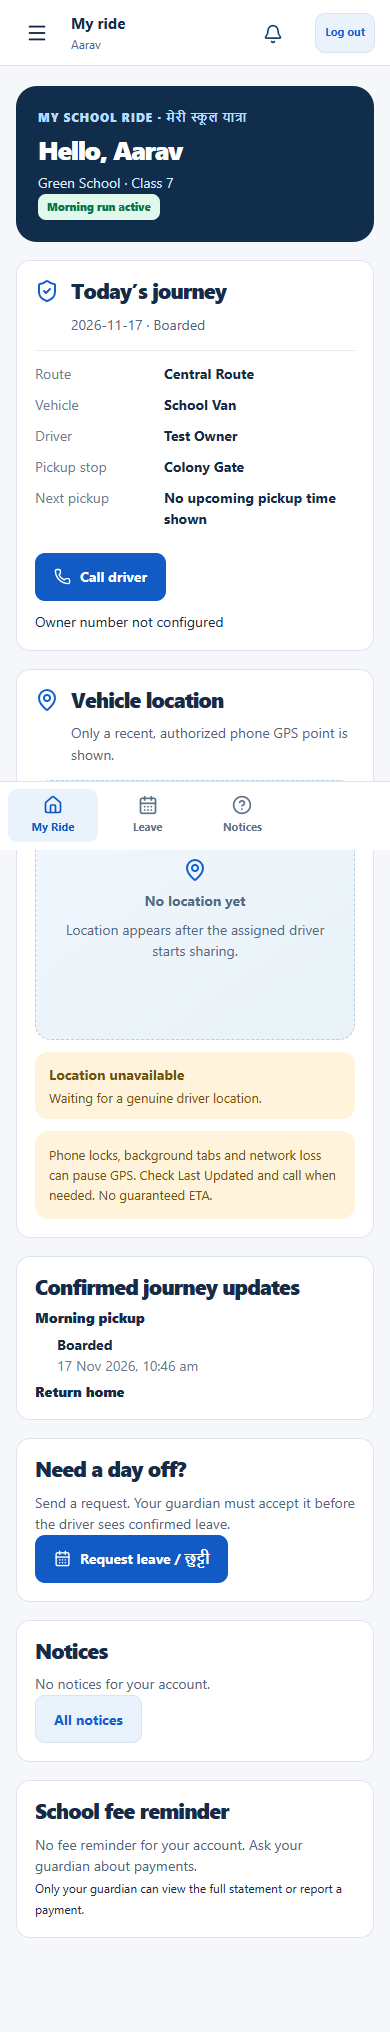 My ride
Aarav
Log out
MY SCHOOL RIDE · मेरी स्कूल यात्रा
Hello, Aarav
Green School · Class 7
Morning run active
Today's journey
2026-11-17 · Boarded
Route Central Route
Vehicle School Van
Driver Test Owner
Pickup stop Colony Gate
Next pickup No upcoming pickup time
shown
Call driver
Owner number not configured
Vehicle location
Only a recent, authorized phone GPS point is
shown.
My Ride Leave Notices
No location yet
Location appears after the assigned driver
starts sharing.
Location unavailable
Waiting for a genuine driver location.
Phone locks, background tabs and network loss
can pause GPS. Check Last Updated and call when
needed. No guaranteed ETA.
Confirmed journey updates
Morning pickup
Boarded
17 Nov 2026, 10:46 am
Return home
Need a day off?
Send a request. Your guardian must accept it before
the driver sees confirmed leave.
Request leave / छुट्टी
Notices
No notices for your account.
All notices
School fee reminder
No fee reminder for your account. Ask your
guardian about payments.
Only your guardian can view the full statement or report a
payment.